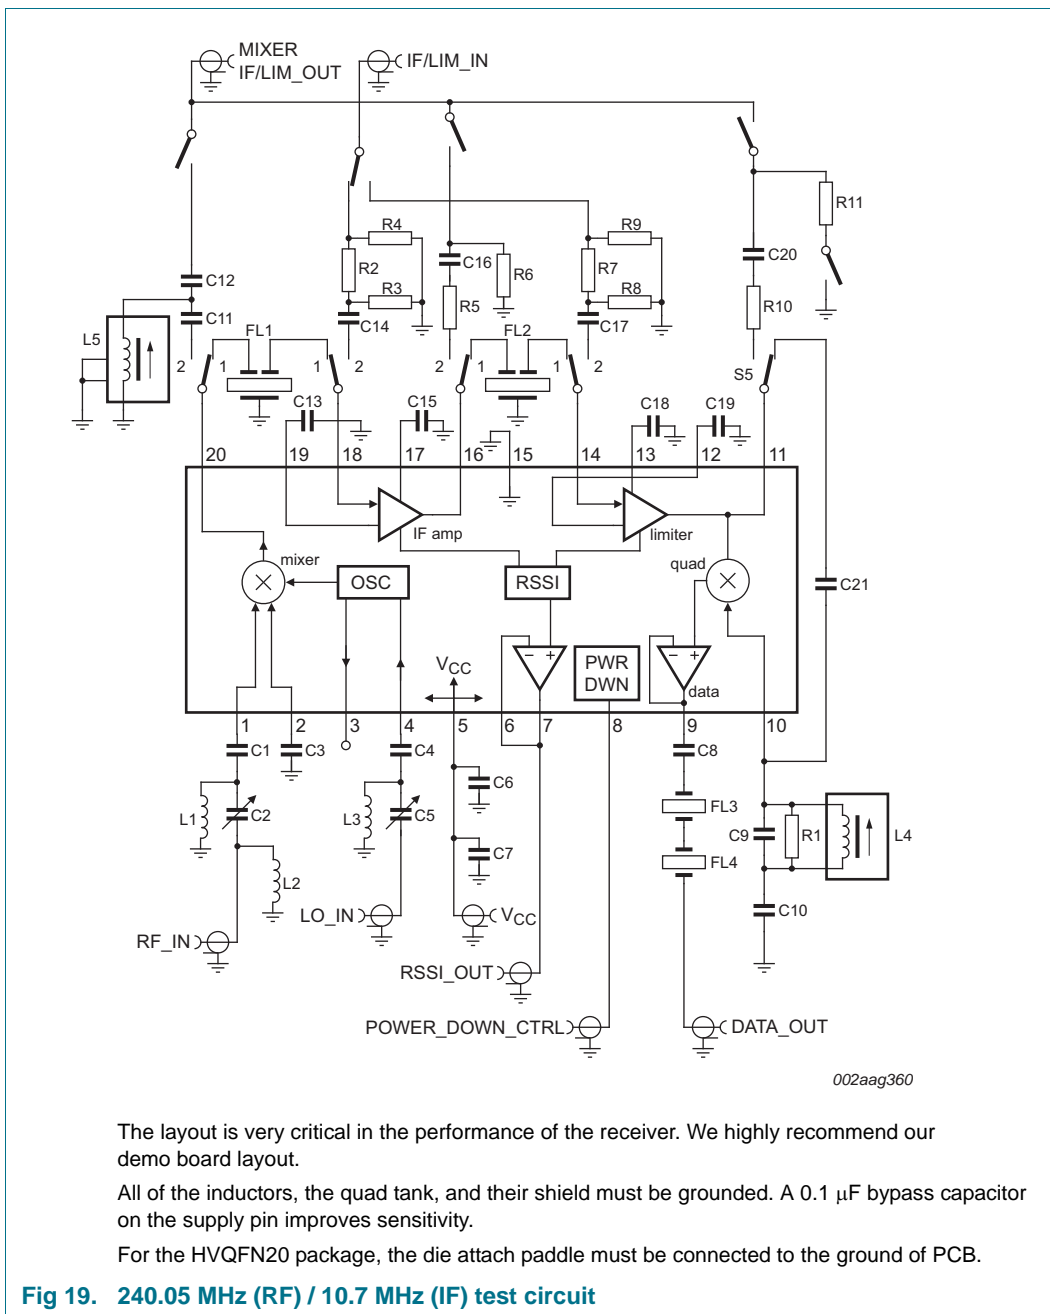 MIXER
IF/LIM_OUT
IF/LIM_IN
R11
R4
R9
C16
C20
R2
R6
R7
C12
R3
R5
R8
R10
C11
C14
C17
L5
FL1
FL2
2
1
1
2
2
1
1
2
S5
C13
C15
C18
C19
20
19
18
17
16
15
14
13
12
11
IF amp
limiter
mixer
quad
OSC
RSSI
C21
VCC
PWR
DWN
data
1
2
3
4
5
6
7
8
9
10
C1
C3
C4
C8
C6
L1
C2
L3
C5
FL3
C9
R1
L4
C7
FL4
L2
C10
LO_IN
VCC
RF_IN
RSSI_OUT
POWER_DOWN_CTRL
DATA_OUT
002aag360
The layout is very critical in the performance of the receiver. We highly recommend our
demo board layout.
All of the inductors, the quad tank, and their shield must be grounded. A 0.1 μF bypass capacitor
on the supply pin improves sensitivity.
For the HVQFN20 package, the die attach paddle must be connected to the ground of PCB.
Fig 19. 240.05 MHz (RF) / 10.7 MHz (IF) test circuit